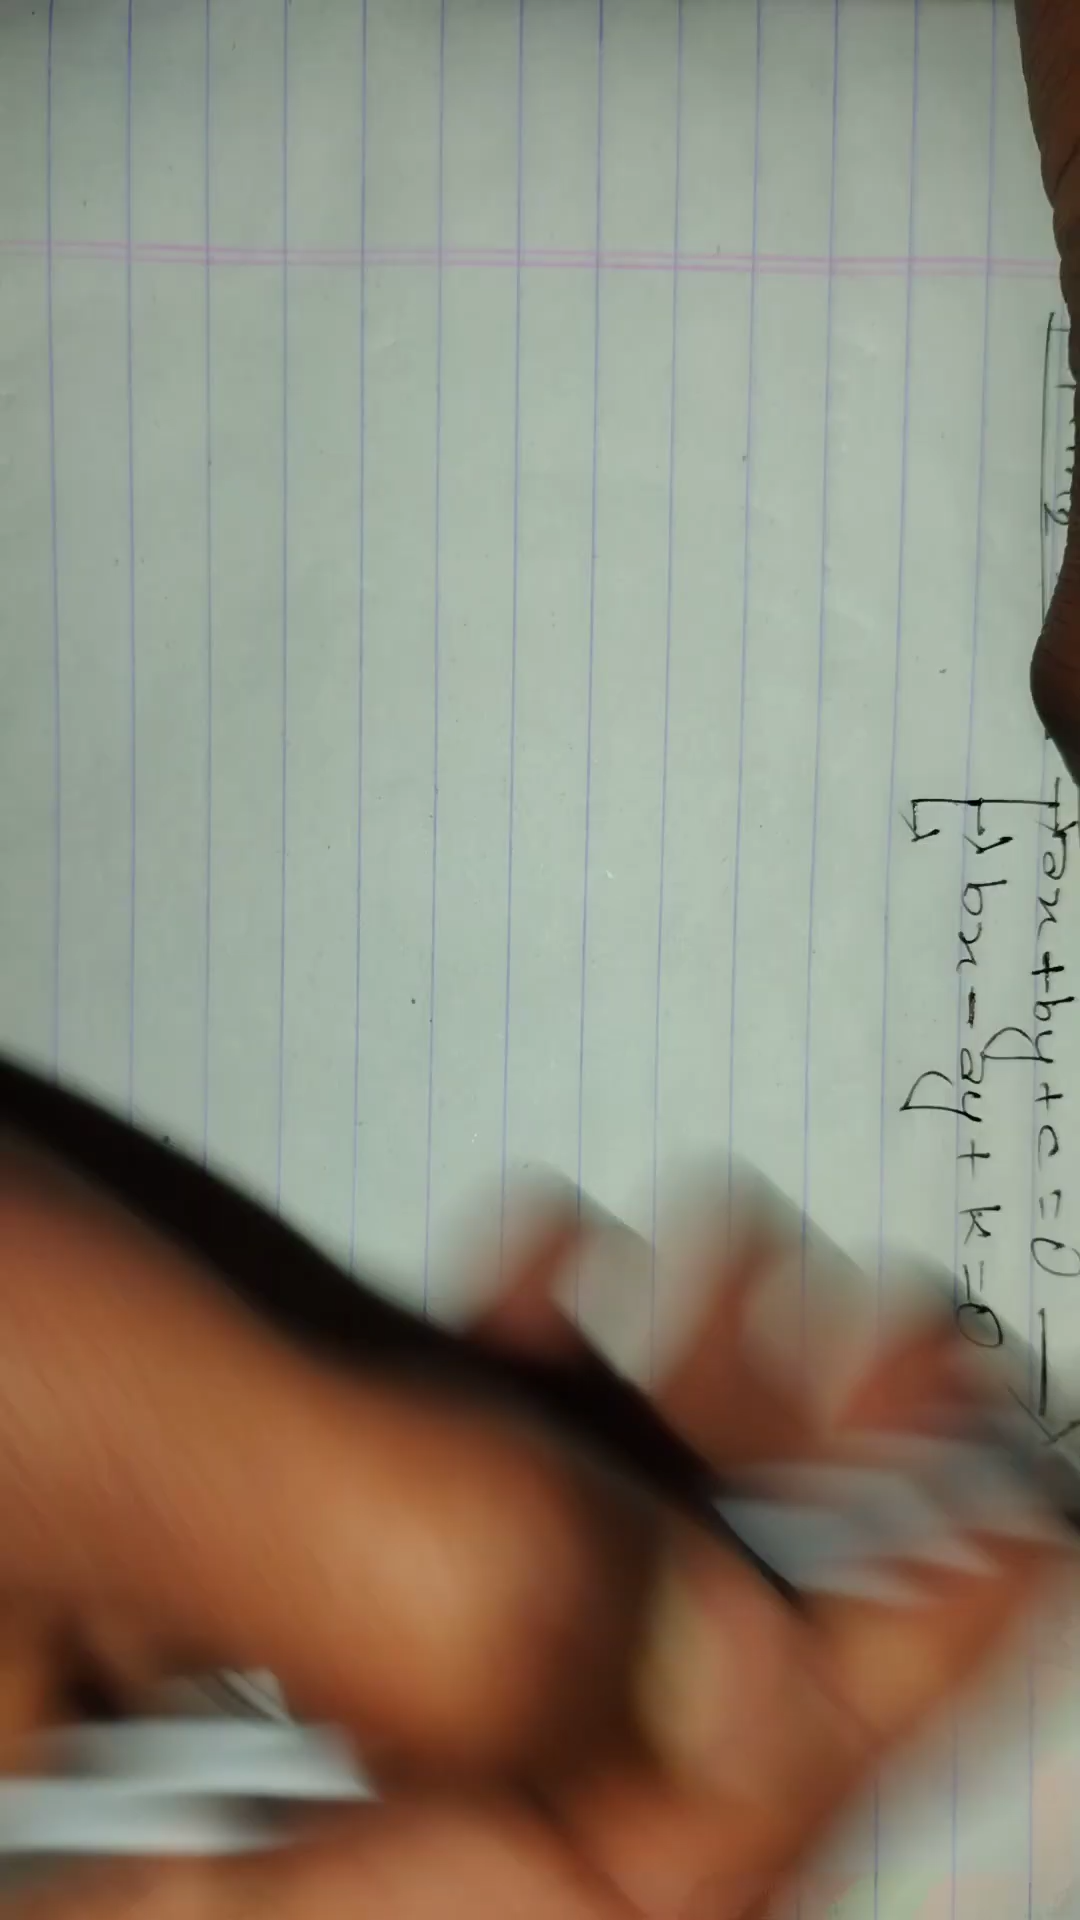 ax + by + c = 0
bx - ay + k = 0